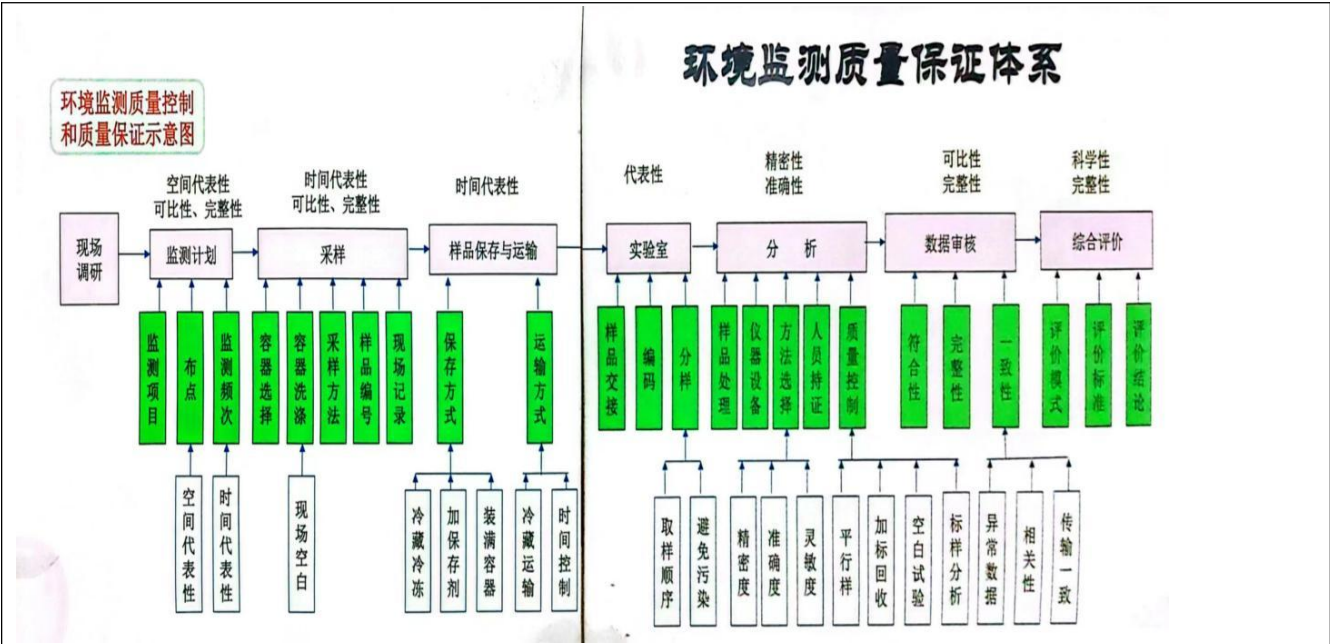 环境监测质量保证体系
环境监测质量控制
和质量保证示意图
空间代表性
可比性、完整性
时间代表性
可比性、完整性
时间代表性
代表性
精密性
准确性
可比性
完整性
科学性
完整性
现场
调研
监测计划
采样
样品保存与运输
实验室
分 析
数据审核
综合评价
监测项目
布点
监测频次
容器选择
容器洗涤
采样方法
样品编号
现场记录
保存方式
运输方式
样品交接
编码
分样
样品处理
仪器设备
方法选择
人员持证
质量控制
符合性
完整性
一致性
评价模式
评价标准
评价结论
空间代表性
时间代表性
现场空白
冷藏冷冻
加保存剂
装满容器
冷藏运输
时间控制
取样顺序
避免污染
精密度
准确度
灵敏度
平行样
加标回收
空白试验
标样分析
异常数据
相关性
传输一致